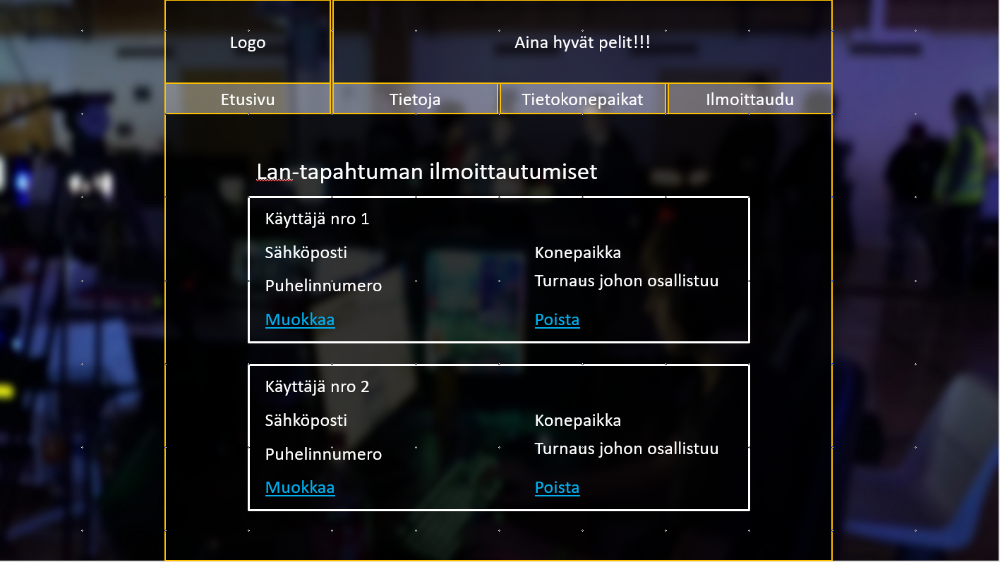 Logo
Aina hyvät pelit!!!
Etusivu
Tietoja
Tietokonepaikat
Ilmoittaudu
Lan-tapahtuman ilmoittautumiset
Käyttäjä nro 1
Sähköposti
Konepaikka
Puhelinnumero
Turnaus johon osallistuu
Muokkaa
Poista
Käyttäjä nro 2
Sähköposti
Konepaikka
Puhelinnumero
Turnaus johon osallistuu
Muokkaa
Poista